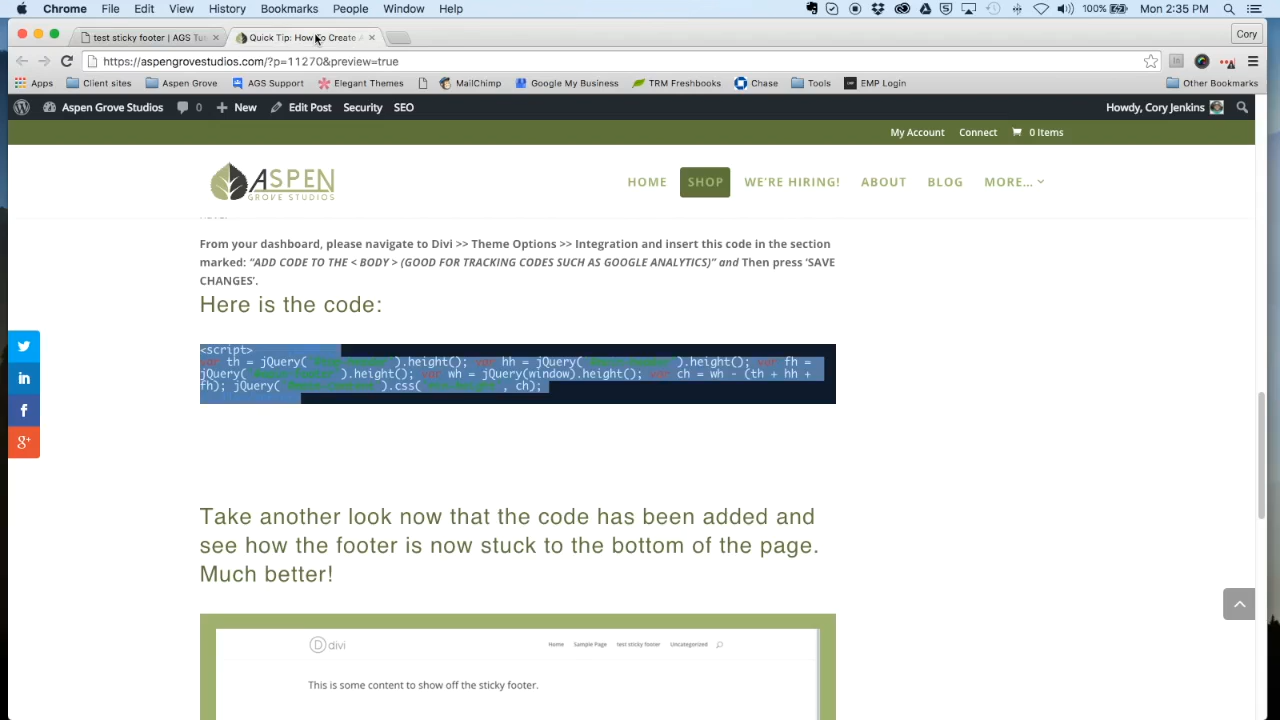 Chrome File Edit View History Bookmarks People Window Help 100% Mon 2:35 PM
test sticky footer | AGS Tut Quick Tip: How To Create A Cory
https://aspengrovestudios.com/?p=11270&preview=true
Apps Client sites Aspen Grove AGS Support Elegant Themes MailChimp Google My Business TRM Freshbooks Chase Tools EMP Login Other Bookmarks
Aspen Grove Studios 0 New Edit Post Security SEO Howdy, Cory Jenkins
My Account Connect 0 Items
ASPEN
GROVE STUDIOS
HOME SHOP WE'RE HIRING! ABOUT BLOG MORE...
From your dashboard, please navigate to Divi >> Theme Options >> Integration and insert this code in the section
marked: "ADD CODE TO THE < BODY > (GOOD FOR TRACKING CODES SUCH AS GOOGLE ANALYTICS)" and Then press 'SAVE
CHANGES'.
Here is the code:
<script>
var th = jQuery( ).height(); var hh = jQuery( ).height(); var fh =
jQuery( ).height(); var wh = jQuery(window).height(); var ch = wh - (th + hh +
fh); jQuery( ).css( , ch);
Take another look now that the code has been added and
see how the footer is now stuck to the bottom of the page.
Much better!
D divi Home Sample Page test sticky footer Uncategorized
This is some content to show off the sticky footer.